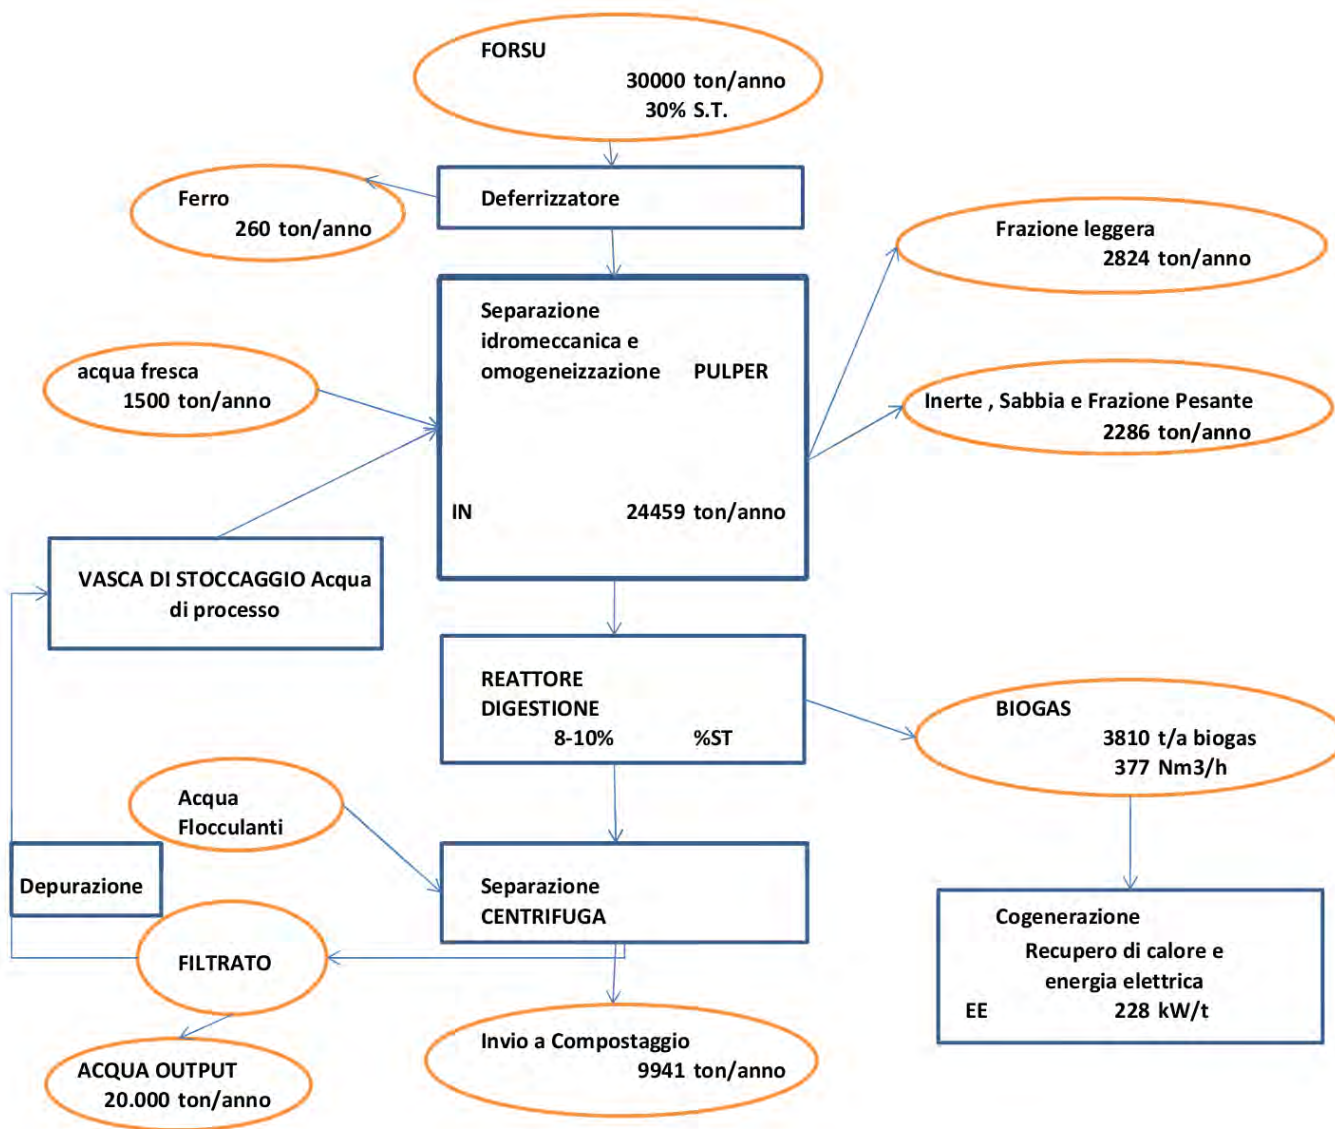 FORSU
30000 ton/anno
30% S.T.
Ferro
260 ton/anno
Deferrizzatore
Frazione leggera
2824 ton/anno
Separazione
idromeccanica e
omogeneizzazione PULPER
acqua fresca
1500 ton/anno
Inerte , Sabbia e Frazione Pesante
2286 ton/anno
IN 24459 ton/anno
VASCA DI STOCCAGGIO Acqua
di processo
REATTORE
DIGESTIONE
8-10% %ST
BIOGAS
3810 t/a biogas
377 Nm3/h
Acqua
Flocculanti
Depurazione
Separazione
CENTRIFUGA
Cogenerazione
Recupero di calore e
energia elettrica
EE 228 kW/t
FILTRATO
Invio a Compostaggio
9941 ton/anno
ACQUA OUTPUT
20.000 ton/anno